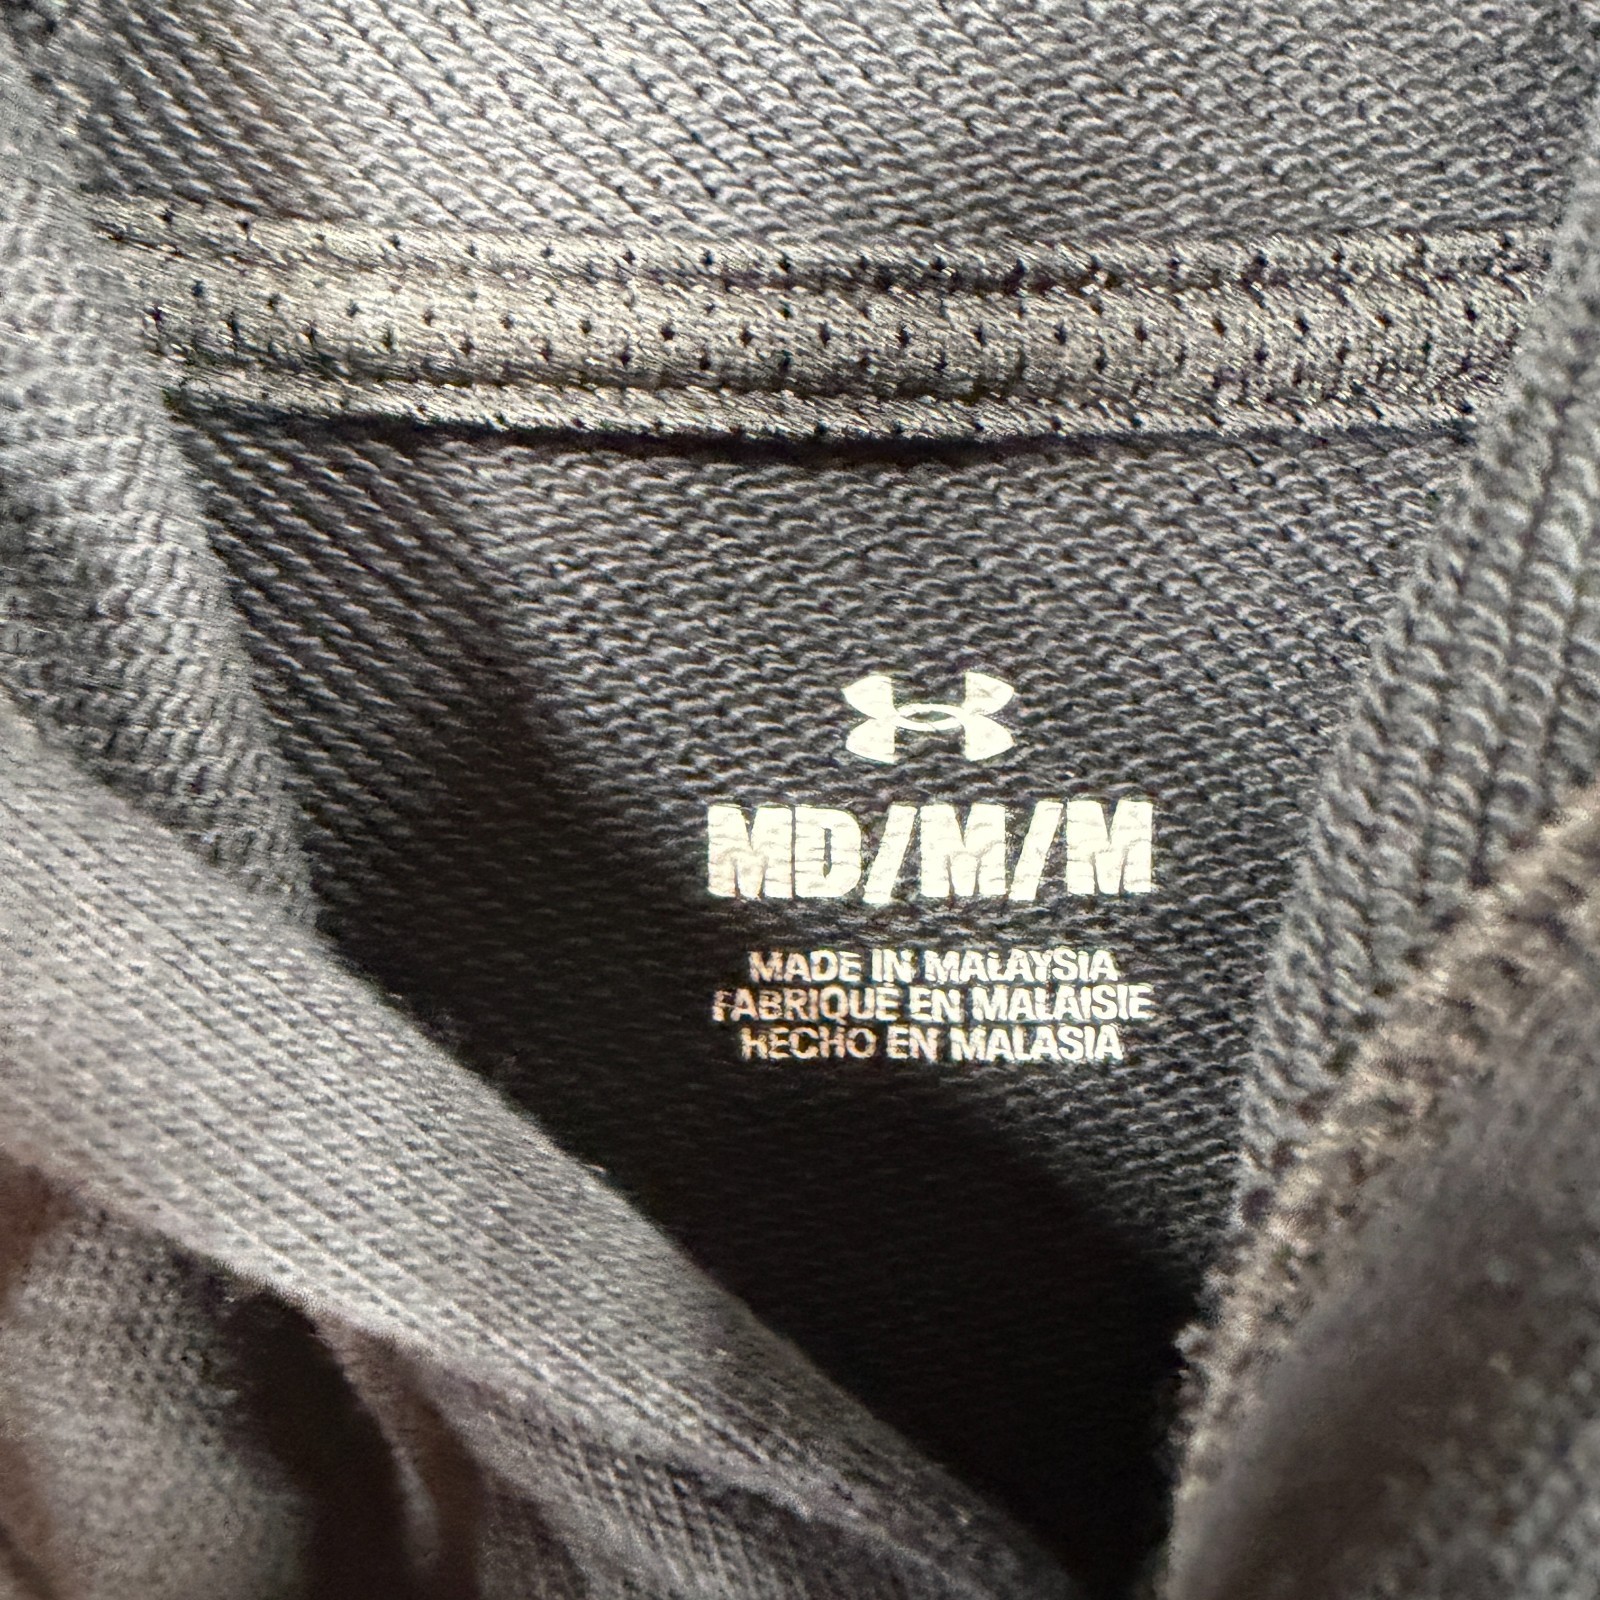 MD/M/M
MADE IN MALAYSIA
FABRIQUÉ EN MALAISIE
HECHO EN MALASIA